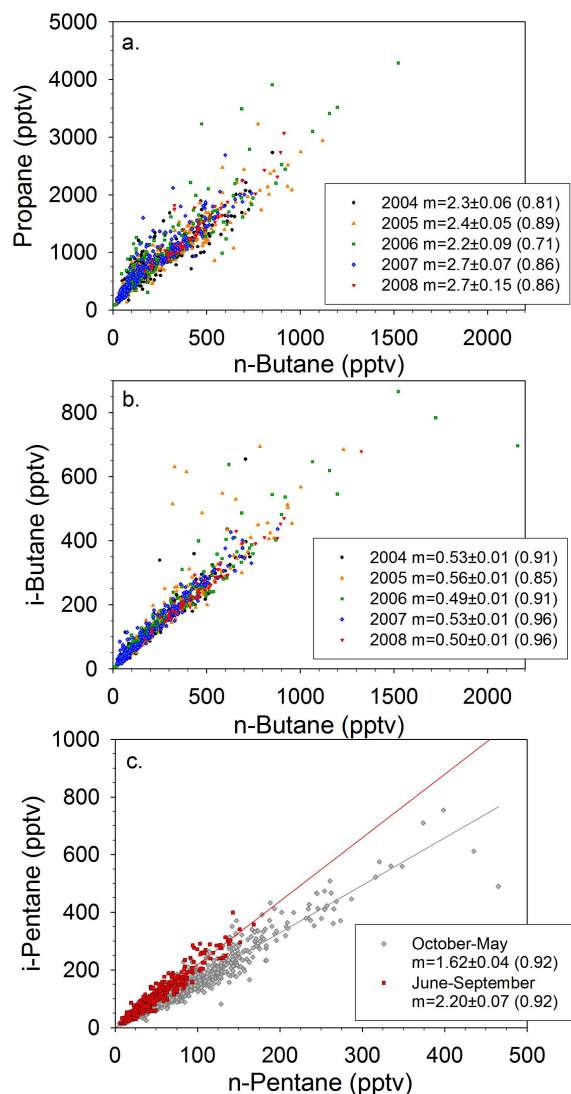 a.
Propane (pptv)
5000
4000
3000
2000
1000
0
2004 m=2.3±0.06 (0.81)
2005 m=2.4±0.05 (0.89)
2006 m=2.2±0.09 (0.71)
2007 m=2.7±0.07 (0.86)
2008 m=2.7±0.15 (0.86)
0 500 1000 1500 2000
n-Butane (pptv)
b.
i-Butane (pptv)
800
600
400
200
0
2004 m=0.53±0.01 (0.91)
2005 m=0.56±0.01 (0.85)
2006 m=0.49±0.01 (0.91)
2007 m=0.53±0.01 (0.96)
2008 m=0.50±0.01 (0.96)
0 500 1000 1500 2000
n-Butane (pptv)
c.
i-Pentane (pptv)
1000
800
600
400
200
0
October-May
m=1.62±0.04 (0.92)
June-September
m=2.20±0.07 (0.92)
0 100 200 300 400 500
n-Pentane (pptv)